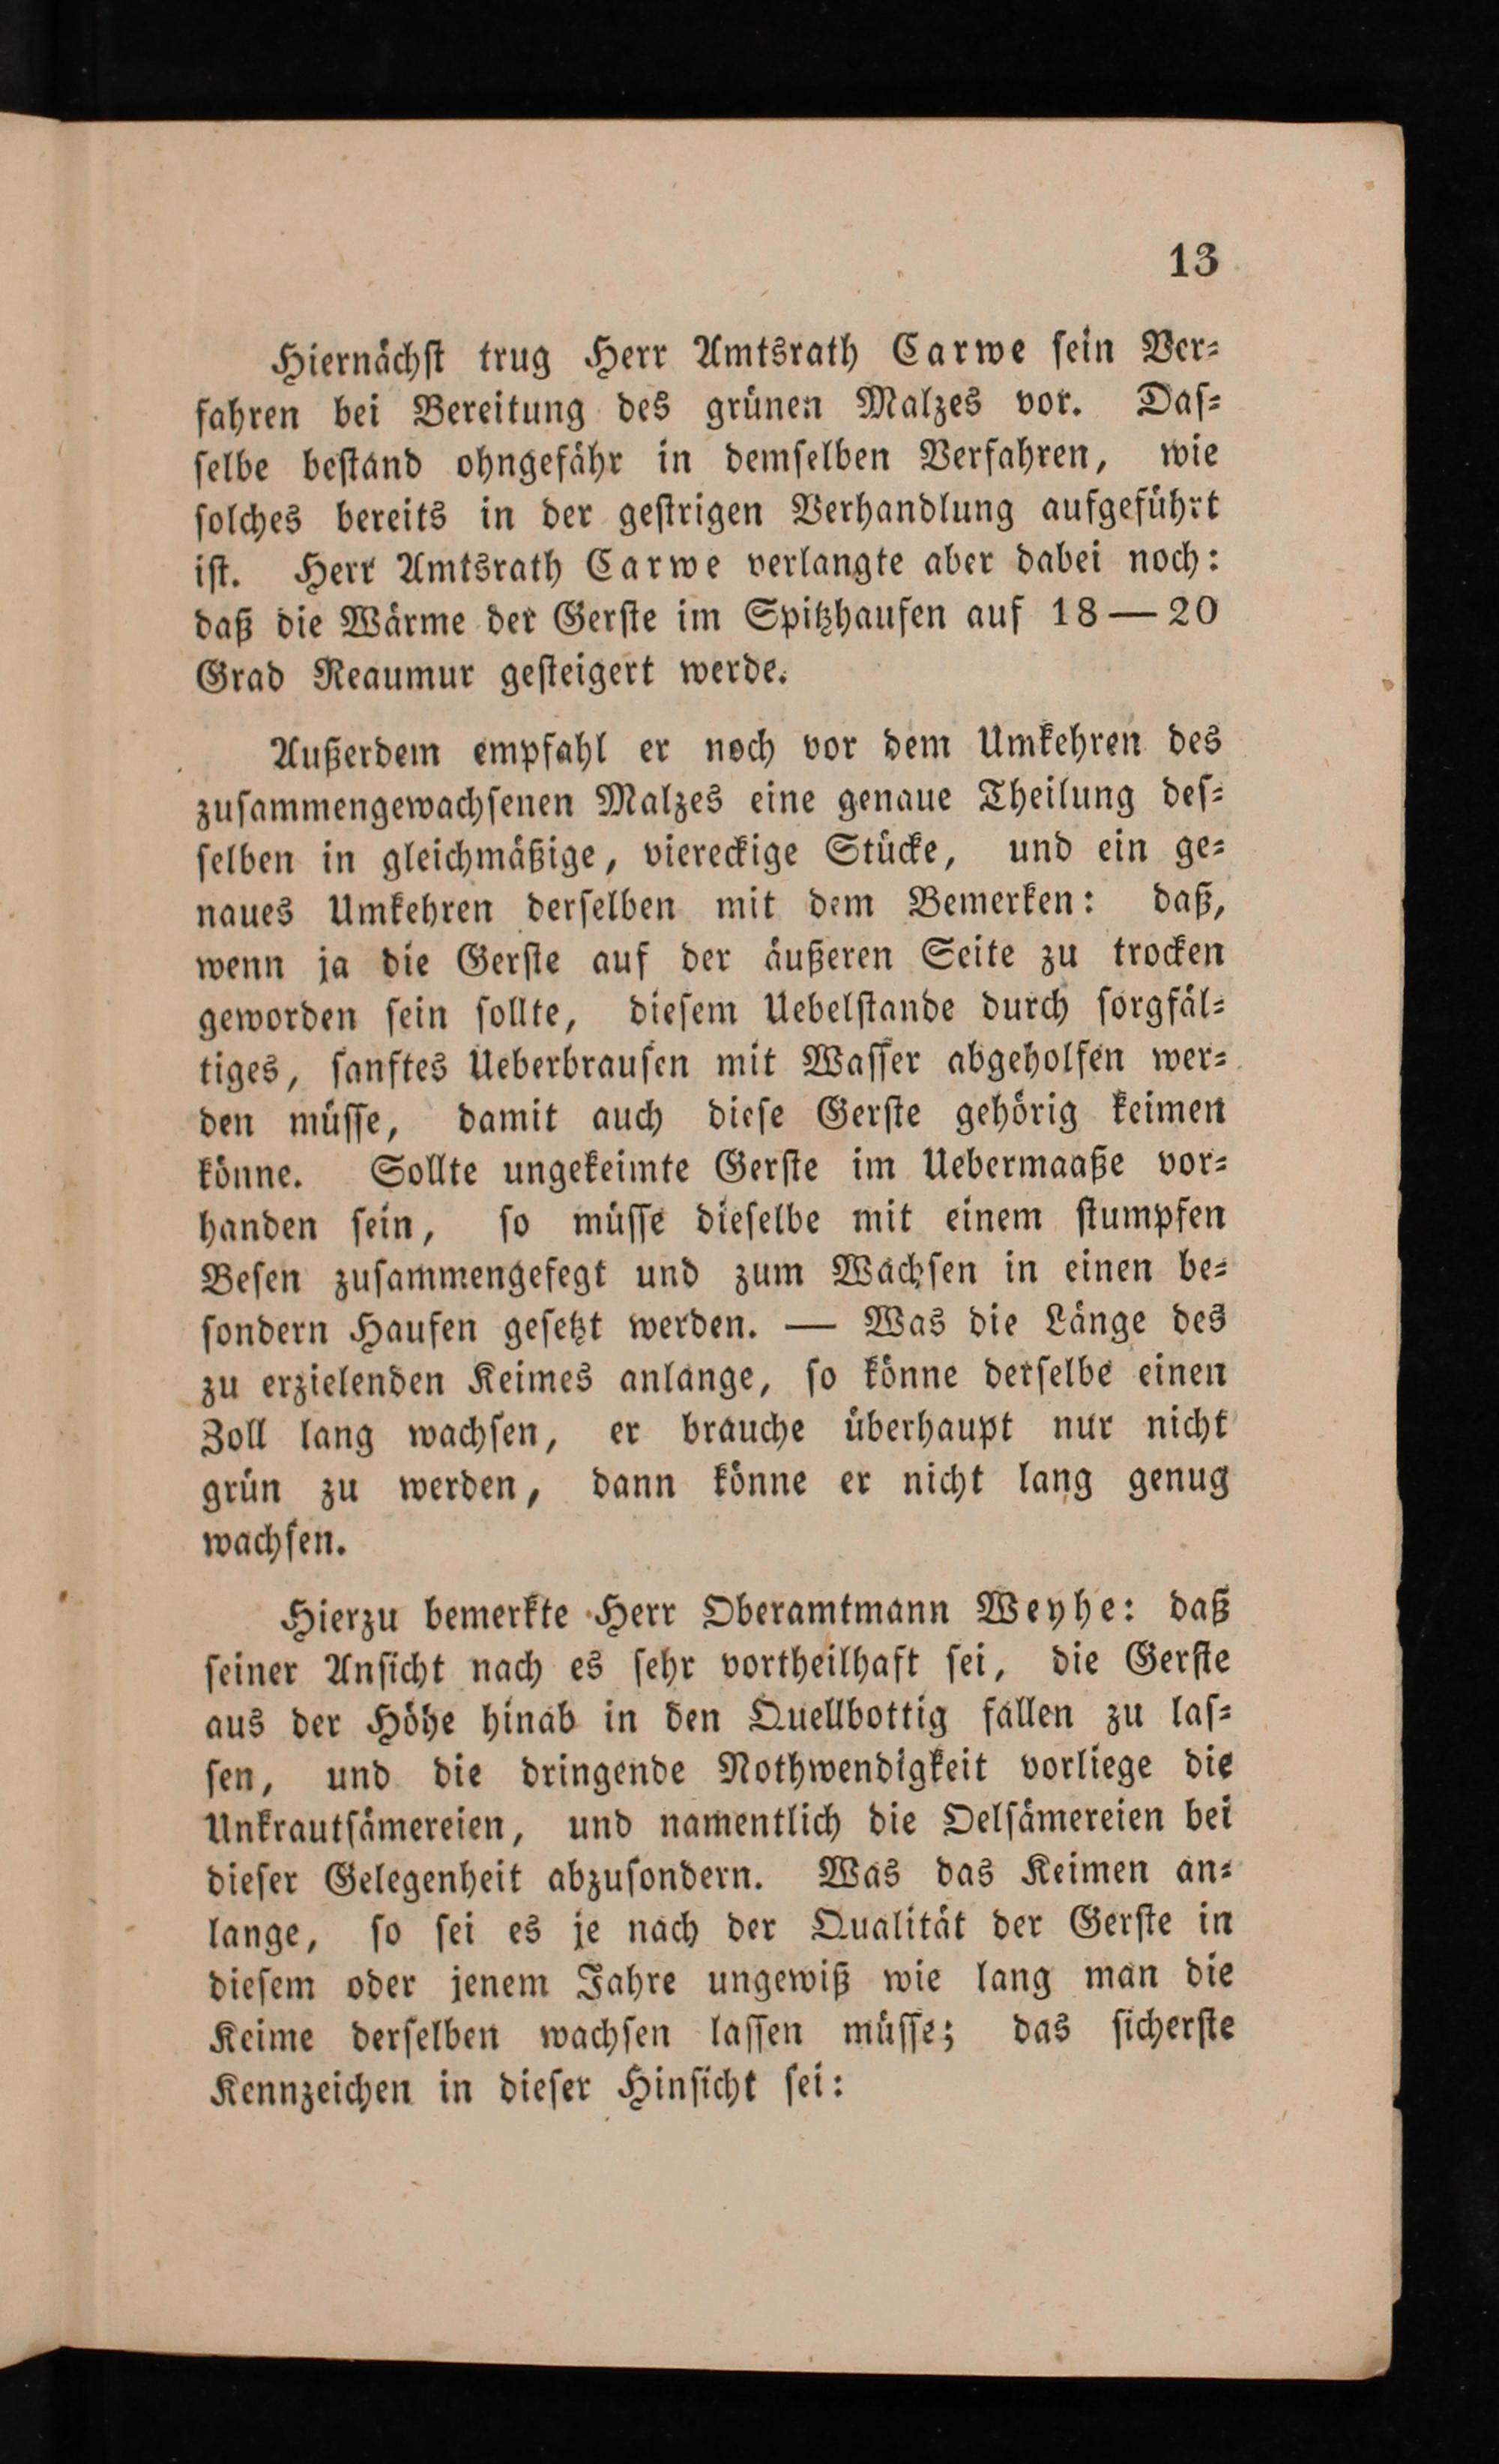 13
Hiernächst trug Herr Amtsrath Carwe sein Ver-
fahren bei Bereitung des grünen Malzes vor. Das-
selbe bestand ohngefähr in demselben Verfahren, wie
solches bereits in der gestrigen Verhandlung aufgeführt
ist. Herr Amtsrath Carwe verlangte aber dabei noch:
daß die Wärme der Gerste im Spitzhaufen auf 18 — 20
Grad Reaumur gesteigert werde.
Außerdem empfahl er noch vor dem Umkehren des
zusammengewachsenen Malzes eine genaue Theilung des-
selben in gleichmäßige, viereckige Stücke, und ein ge-
naues Umkehren derselben mit dem Bemerken: daß,
wenn ja die Gerste auf der äußeren Seite zu trocken
geworden sein sollte, diesem Uebelstande durch sorgfäl-
tiges, sanftes Ueberbrausen mit Wasser abgeholfen wer-
den müsse, damit auch diese Gerste gehörig keimen
könne. Sollte ungekeimte Gerste im Uebermaaße vor-
handen sein, so müsse dieselbe mit einem stumpfen
Besen zusammengefegt und zum Wachsen in einen be-
sondern Haufen gesetzt werden. — Was die Länge des
zu erzielenden Keimes anlange, so könne derselbe einen
Zoll lang wachsen, er brauche überhaupt nur nicht
grün zu werden, dann könne er nicht lang genug
wachsen.
Hierzu bemerkte Herr Oberamtmann Weyhe: daß
seiner Ansicht nach es sehr vortheilhaft sei, die Gerste
aus der Höhe hinab in den Quellbottig fallen zu las-
sen, und die dringende Nothwendigkeit vorliege die
Unkrautsämereien, und namentlich die Oelsämereien bei
dieser Gelegenheit abzusondern. Was das Keimen an-
lange, so sei es je nach der Qualität der Gerste in
diesem oder jenem Jahre ungewiß wie lang man die
Keime derselben wachsen lassen müsse; das sicherste
Kennzeichen in dieser Hinsicht sei: